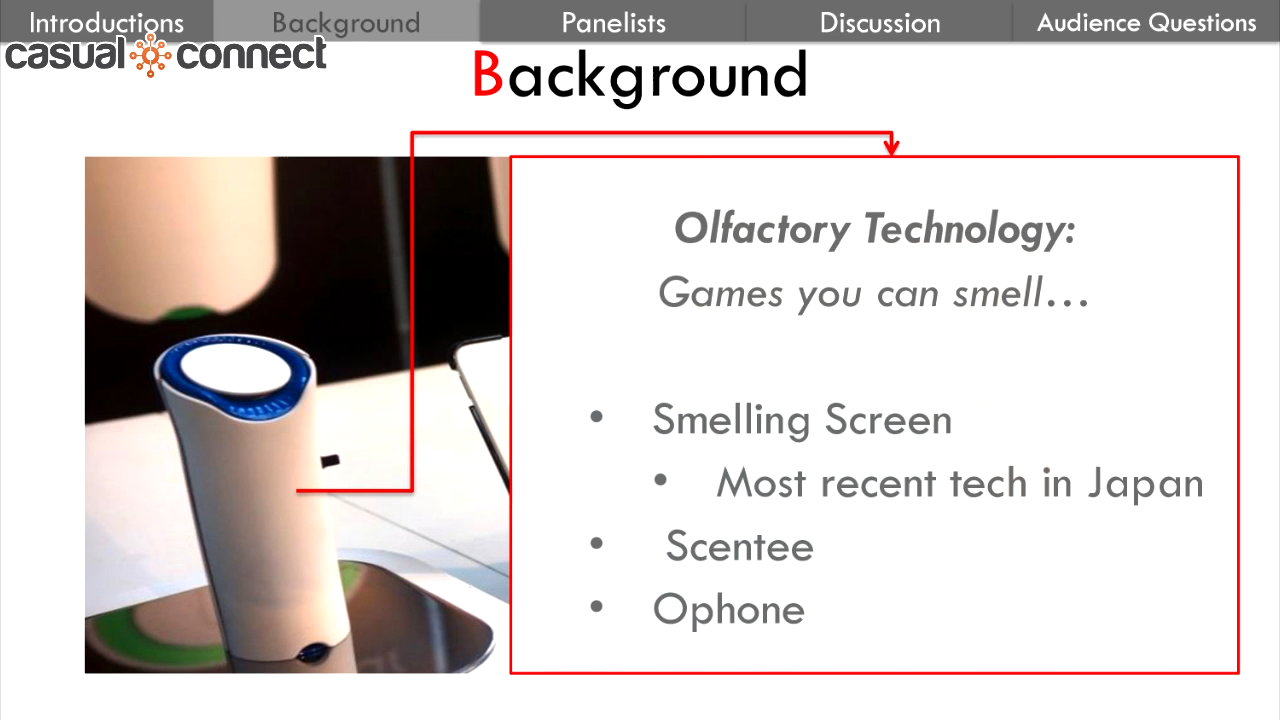 Introductions Background Panelists Discussion Audience Questions
casual connect
Background
Olfactory Technology:
Games you can smell…
• Smelling Screen
• Most recent tech in Japan
• Scentee
• Ophone